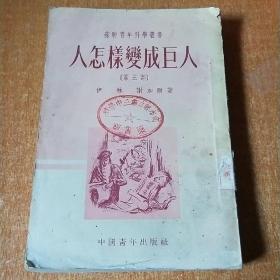 蘇聯青年科學叢書
人怎樣變成巨人
【第三部】
伊林 謝加爾著
中國青年出版社